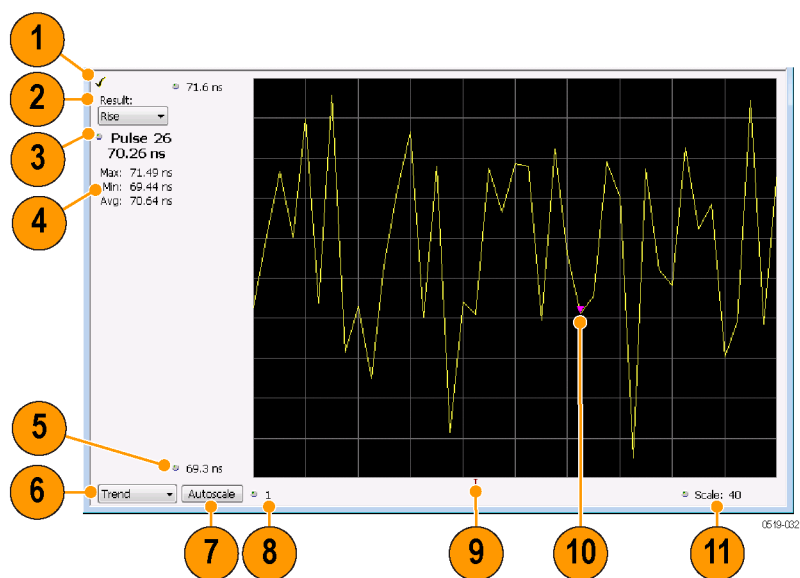 1
71.6 ns
2
Result:
Rise
3
Pulse 26
70.26 ns
Max: 71.49 ns
4
Min: 69.44 ns
Avg: 70.64 ns
5
69.3 ns
6
Trend
Autoscale
1
Scale: 40
7
8
9
10
11
0519-032